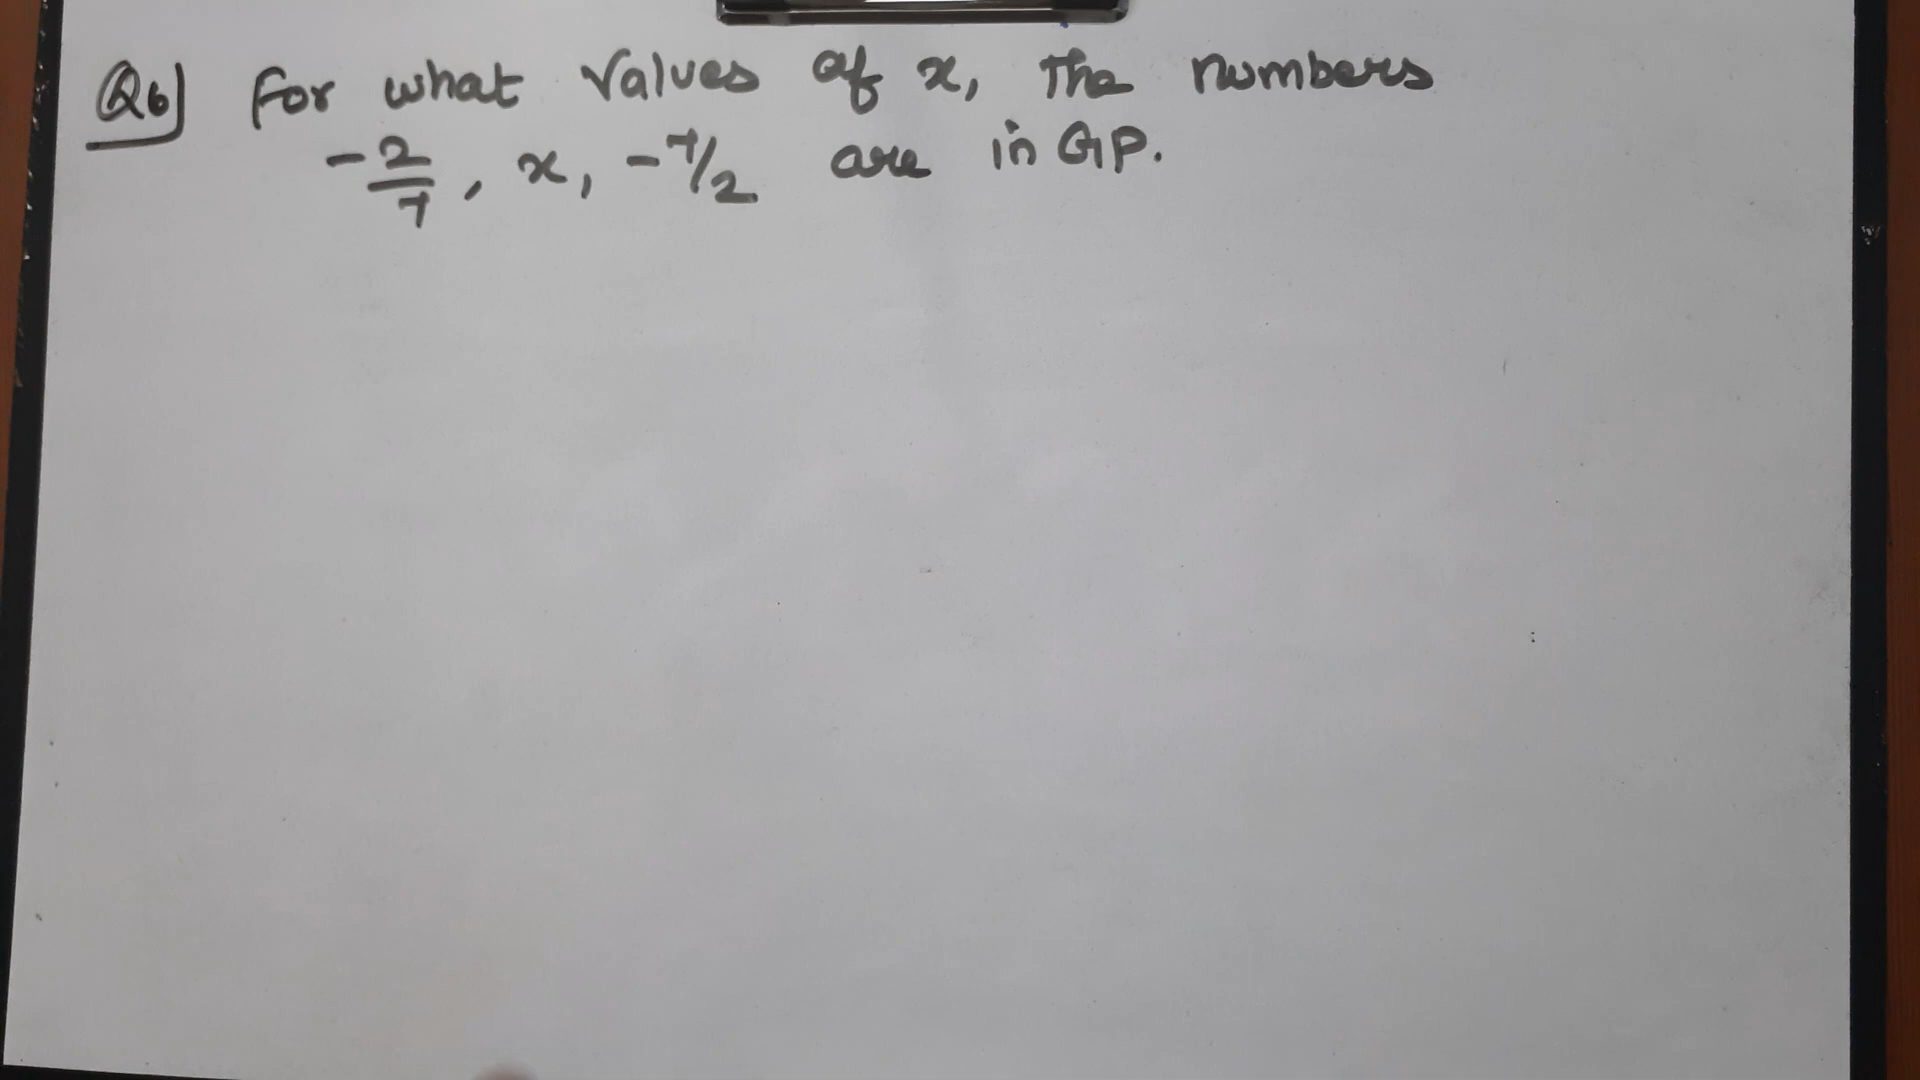 Q6) For what values of x, The numbers
-2/7, x, -7/2 are in GP.